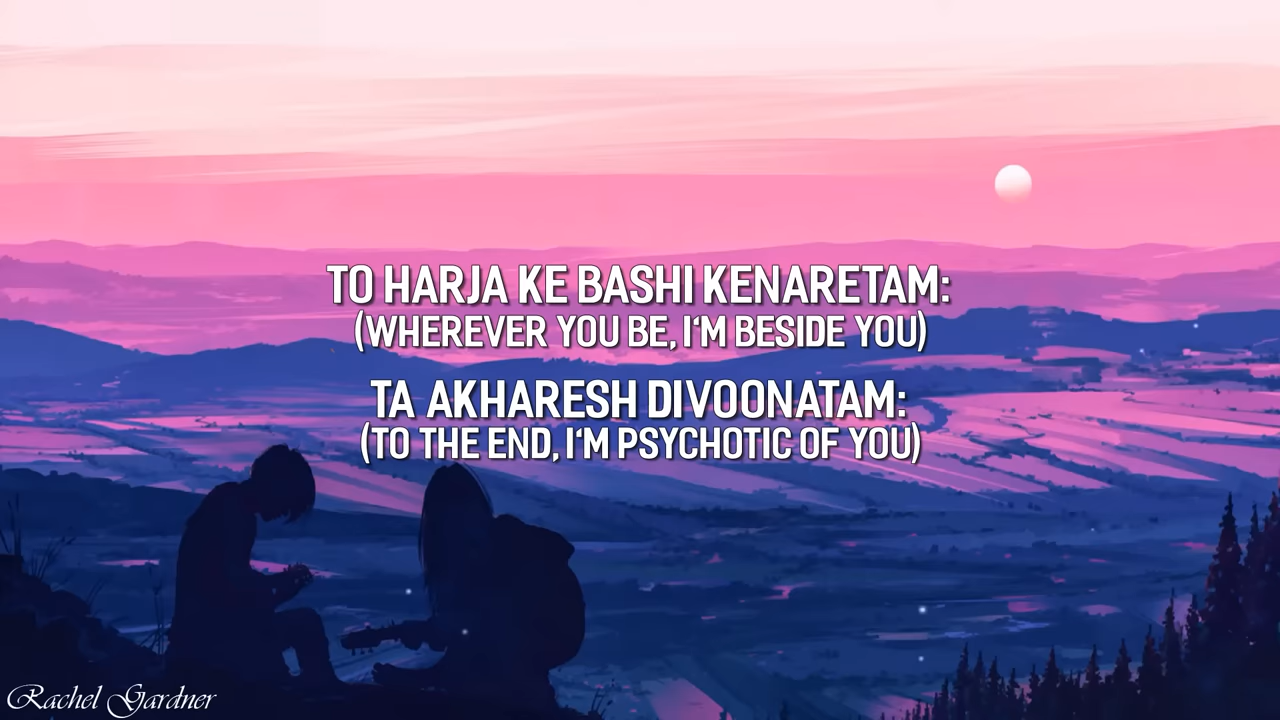 TO HARJA KE BASHI KENARETAM:
(WHEREVER YOU BE, I'M BESIDE YOU)
TA AKHARESH DIVOONATAM:
(TO THE END, I'M PSYCHOTIC OF YOU)
Rachel Gardner